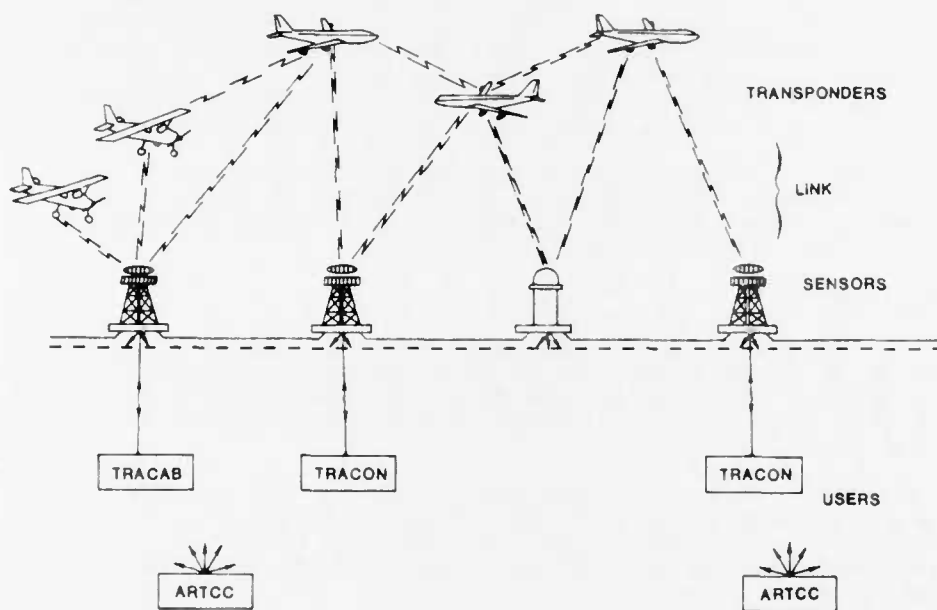 TRANSPONDERS
LINK
SENSORS
TRACAB
TRACON
TRACON
USERS
ARTCC
ARTCC